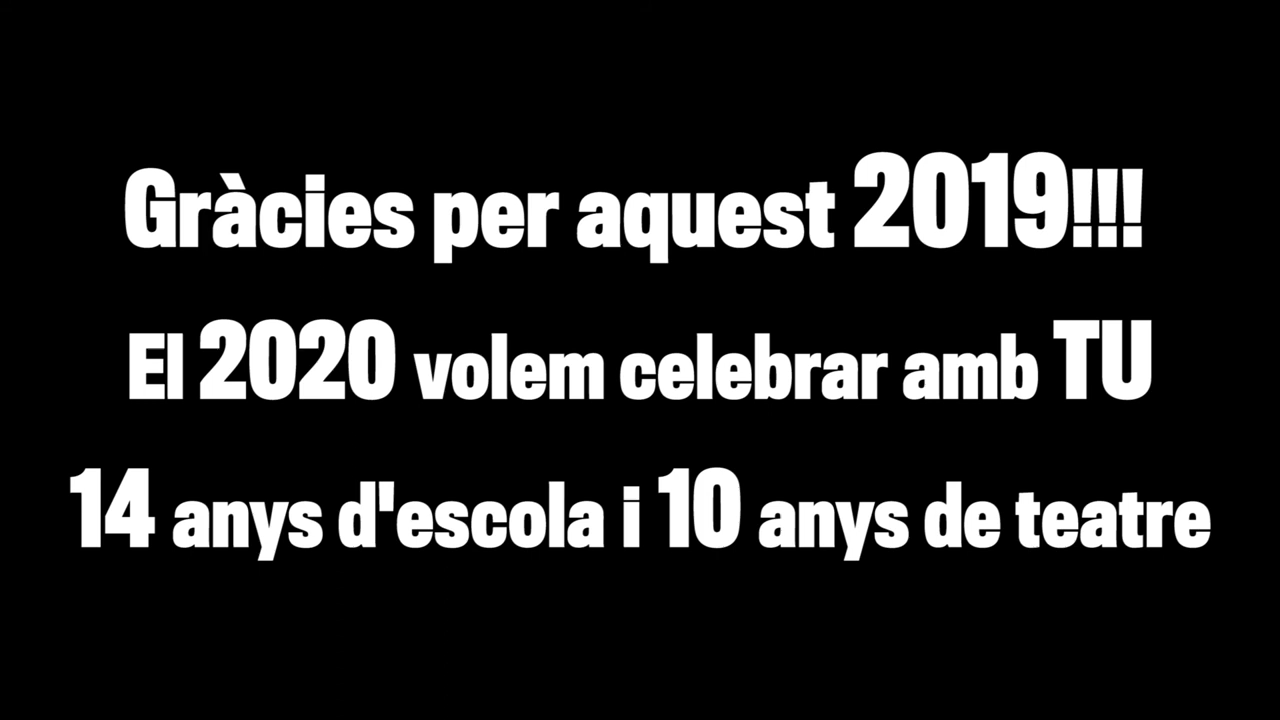 Gràcies per aquest 2019!!!
El 2020 volem celebrar amb TU
14 anys d'escola i 10 anys de teatre